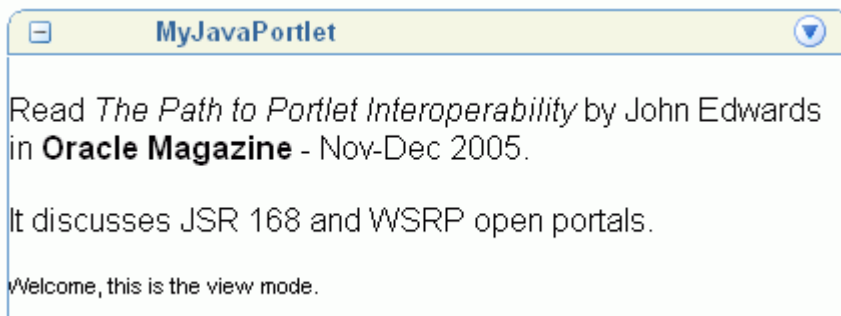 MyJavaPortlet
Read The Path to Portlet Interoperability by John Edwards
in Oracle Magazine - Nov-Dec 2005.
It discusses JSR 168 and WSRP open portals.
Welcome, this is the view mode.